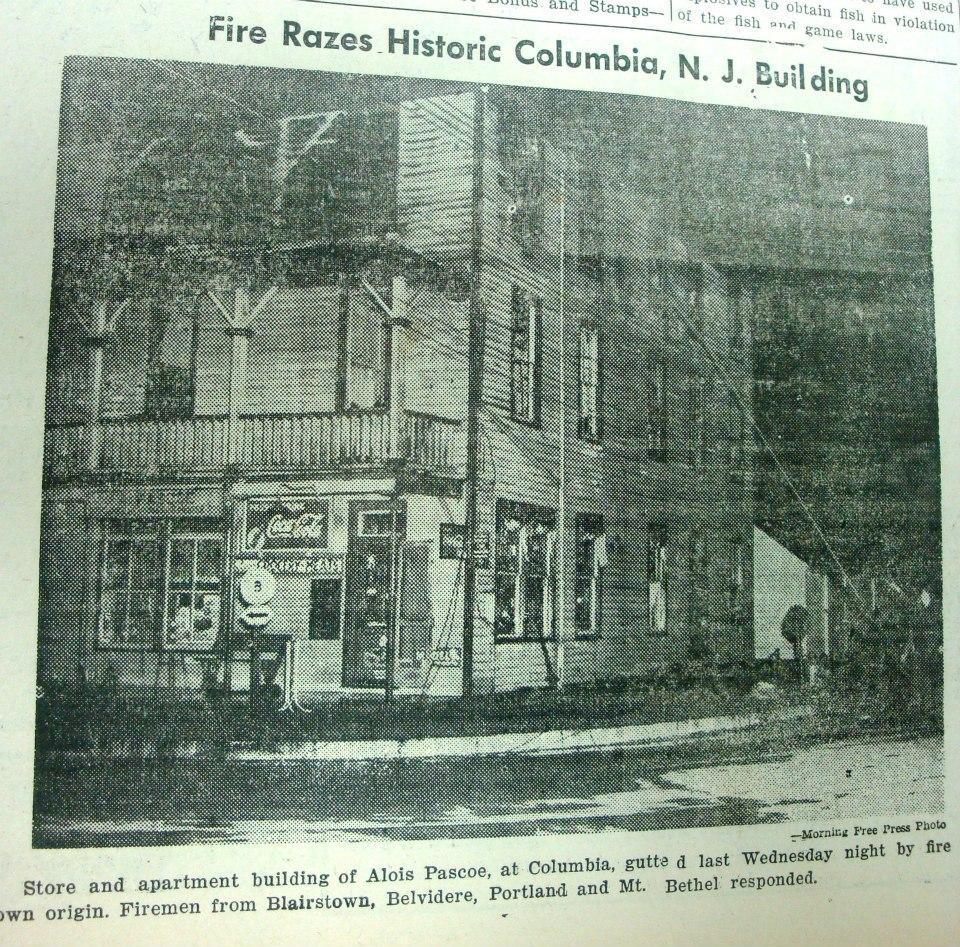 Bonus and Stamps—
have used
to obtain fish in violation
of the fish and game laws.
Fire Razes Historic Columbia, N. J. Building
Coca-Cola
B
—Morning Free Press Photo
Store and apartment building of Alois Pascoe, at Columbia, gutte d last Wednesday night by fire
own origin. Firemen from Blairstown, Belvidere, Portland and Mt. Bethel responded.